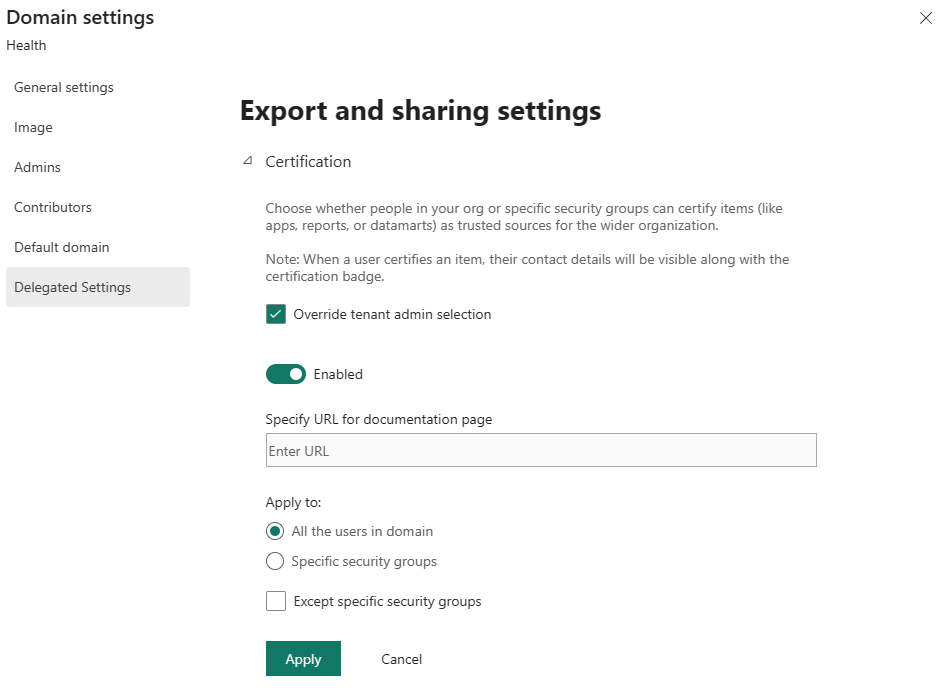 Domain settings
Health
General settings
Image
Admins
Contributors
Default domain
Delegated Settings
Export and sharing settings
Certification
Choose whether people in your org or specific security groups can certify items (like
apps, reports, or datamarts) as trusted sources for the wider organization.
Note: When a user certifies an item, their contact details will be visible along with the
certification badge.
Override tenant admin selection
Enabled
Specify URL for documentation page
Enter URL
Apply to:
All the users in domain
Specific security groups
Except specific security groups
Apply
Cancel